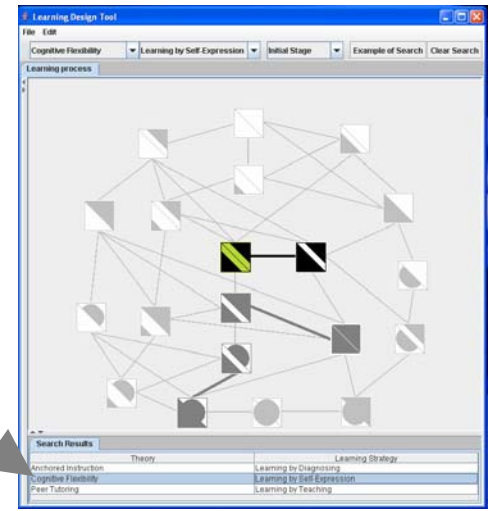 Learning Design Tool
File Edit
Cognitive Flexibility Learning by Self-Expression Initial Stage Example of Search Clear Search
Learning process
Search Results
Theory Learning Strategy
Anchored Instruction Learning by Diagnosing
Cognitive Flexibility Learning by Self-Expression
Peer Tutoring Learning by Teaching